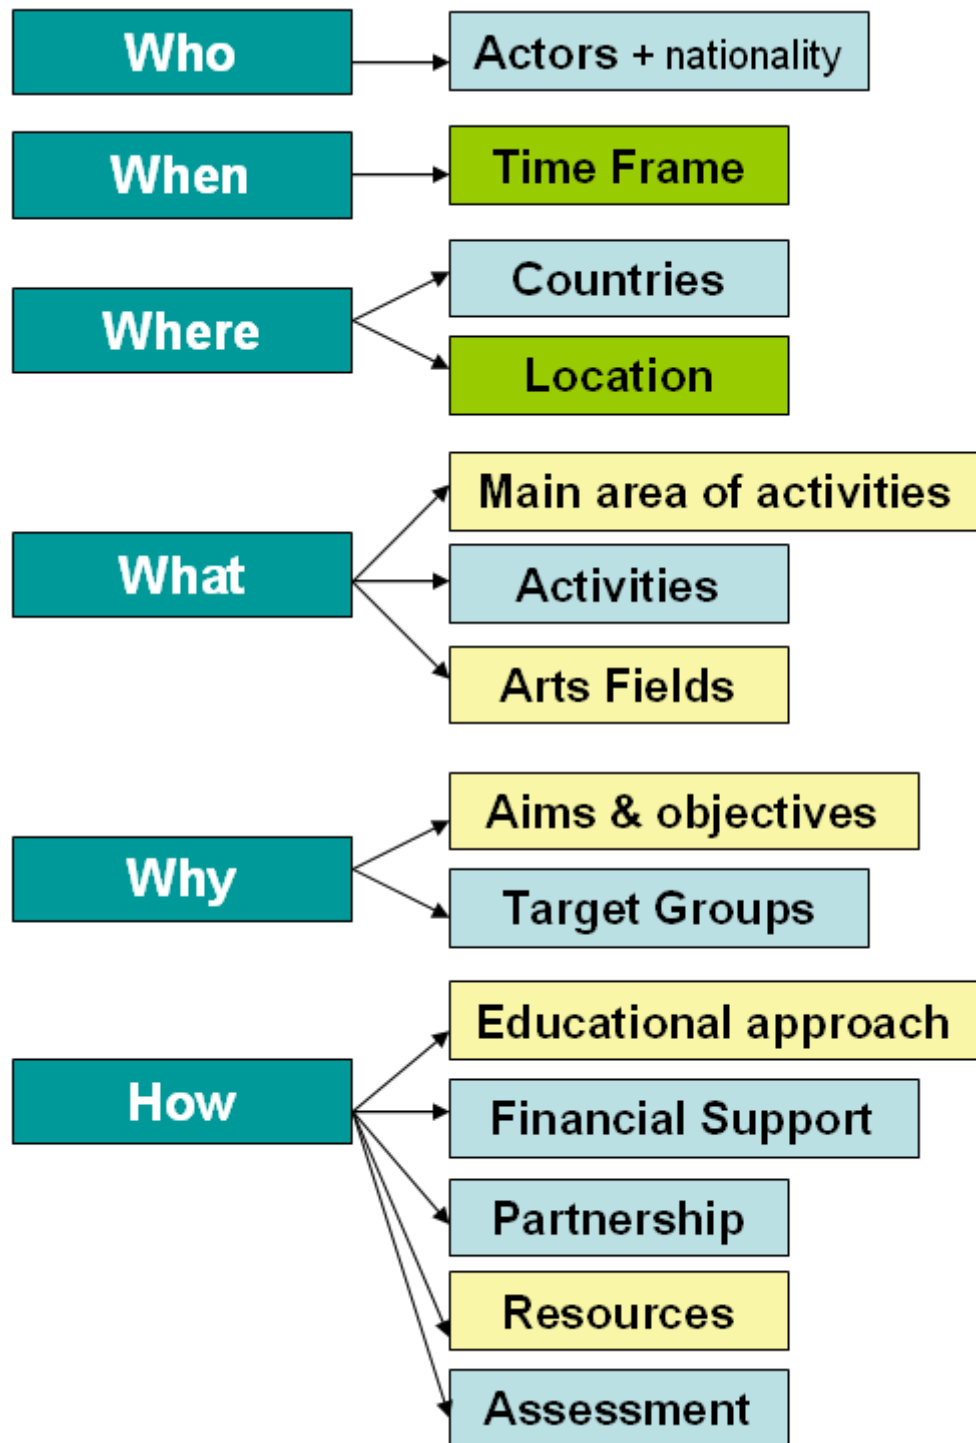 Who
Actors + nationality
When
Time Frame
Where
Countries
Location
What
Main area of activities
Activities
Arts Fields
Why
Aims & objectives
Target Groups
How
Educational approach
Financial Support
Partnership
Resources
Assessment